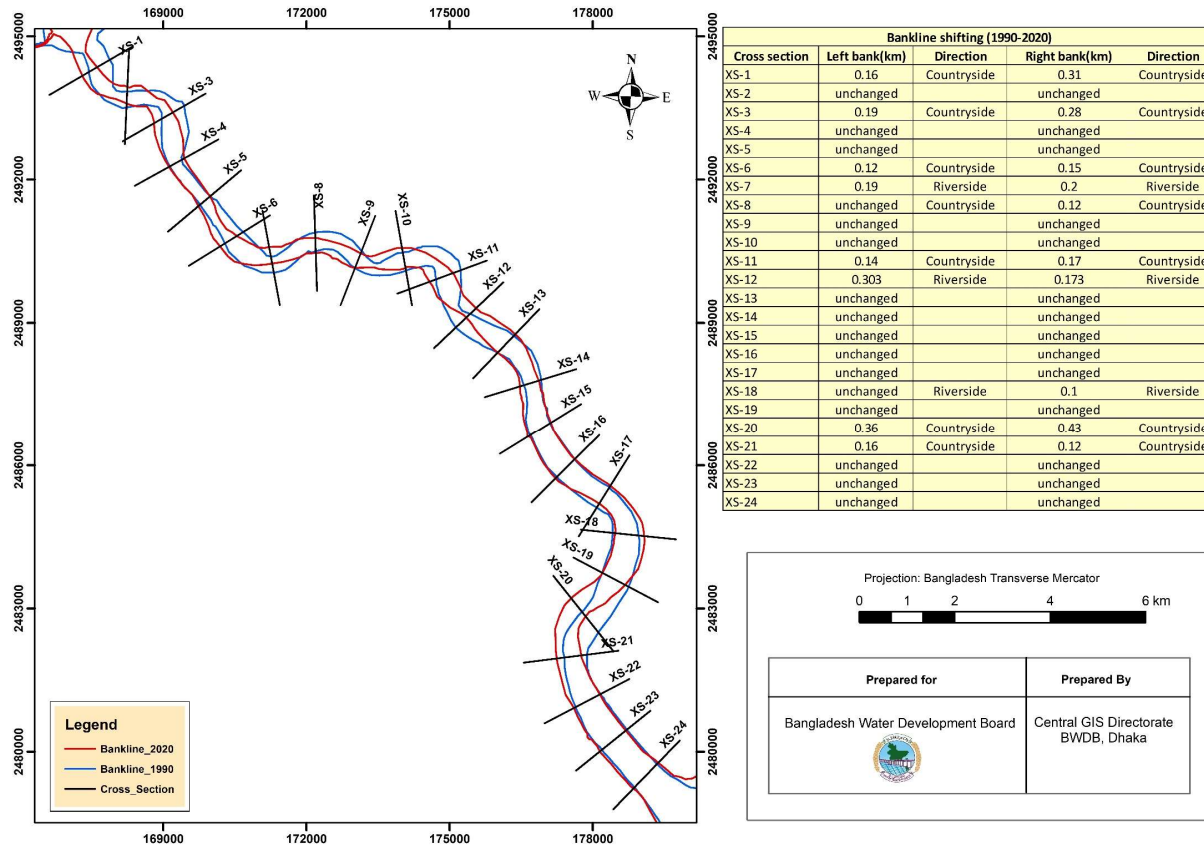 169000 172000 175000 178000
2495000
2492000
2489000
2486000
2483000
2480000
XS-1
XS-3
XS-4
XS-5
XS-6
XS-8
XS-9
XS-10
XS-11
XS-12
XS-13
XS-14
XS-15
XS-16
XS-17
XS-18
XS-19
XS-20
XS-21
XS-22
XS-23
XS-24
N
W E
S
Legend
Bankline_2020
Bankline_1990
Cross_Section
169000 172000 175000 178000
2495000
2492000
2489000
2486000
2483000
2480000
Bankline shifting (1990-2020)
Cross section Left bank(km) Direction Right bank(km) Direction
XS-1 0.16 Countryside 0.31 Countryside
XS-2 unchanged unchanged
XS-3 0.19 Countryside 0.28 Countryside
XS-4 unchanged unchanged
XS-5 unchanged unchanged
XS-6 0.12 Countryside 0.15 Countryside
XS-7 0.19 Riverside 0.2 Riverside
XS-8 unchanged Countryside 0.12 Countryside
XS-9 unchanged unchanged
XS-10 unchanged unchanged
XS-11 0.14 Countryside 0.17 Countryside
XS-12 0.303 Riverside 0.173 Riverside
XS-13 unchanged unchanged
XS-14 unchanged unchanged
XS-15 unchanged unchanged
XS-16 unchanged unchanged
XS-17 unchanged unchanged
XS-18 unchanged Riverside 0.1 Riverside
XS-19 unchanged unchanged
XS-20 0.36 Countryside 0.43 Countryside
XS-21 0.16 Countryside 0.12 Countryside
XS-22 unchanged unchanged
XS-23 unchanged unchanged
XS-24 unchanged unchanged
Projection: Bangladesh Transverse Mercator
0 1 2 4 6 km
Prepared for Prepared By
Bangladesh Water Development Board Central GIS Directorate
BWDB, Dhaka